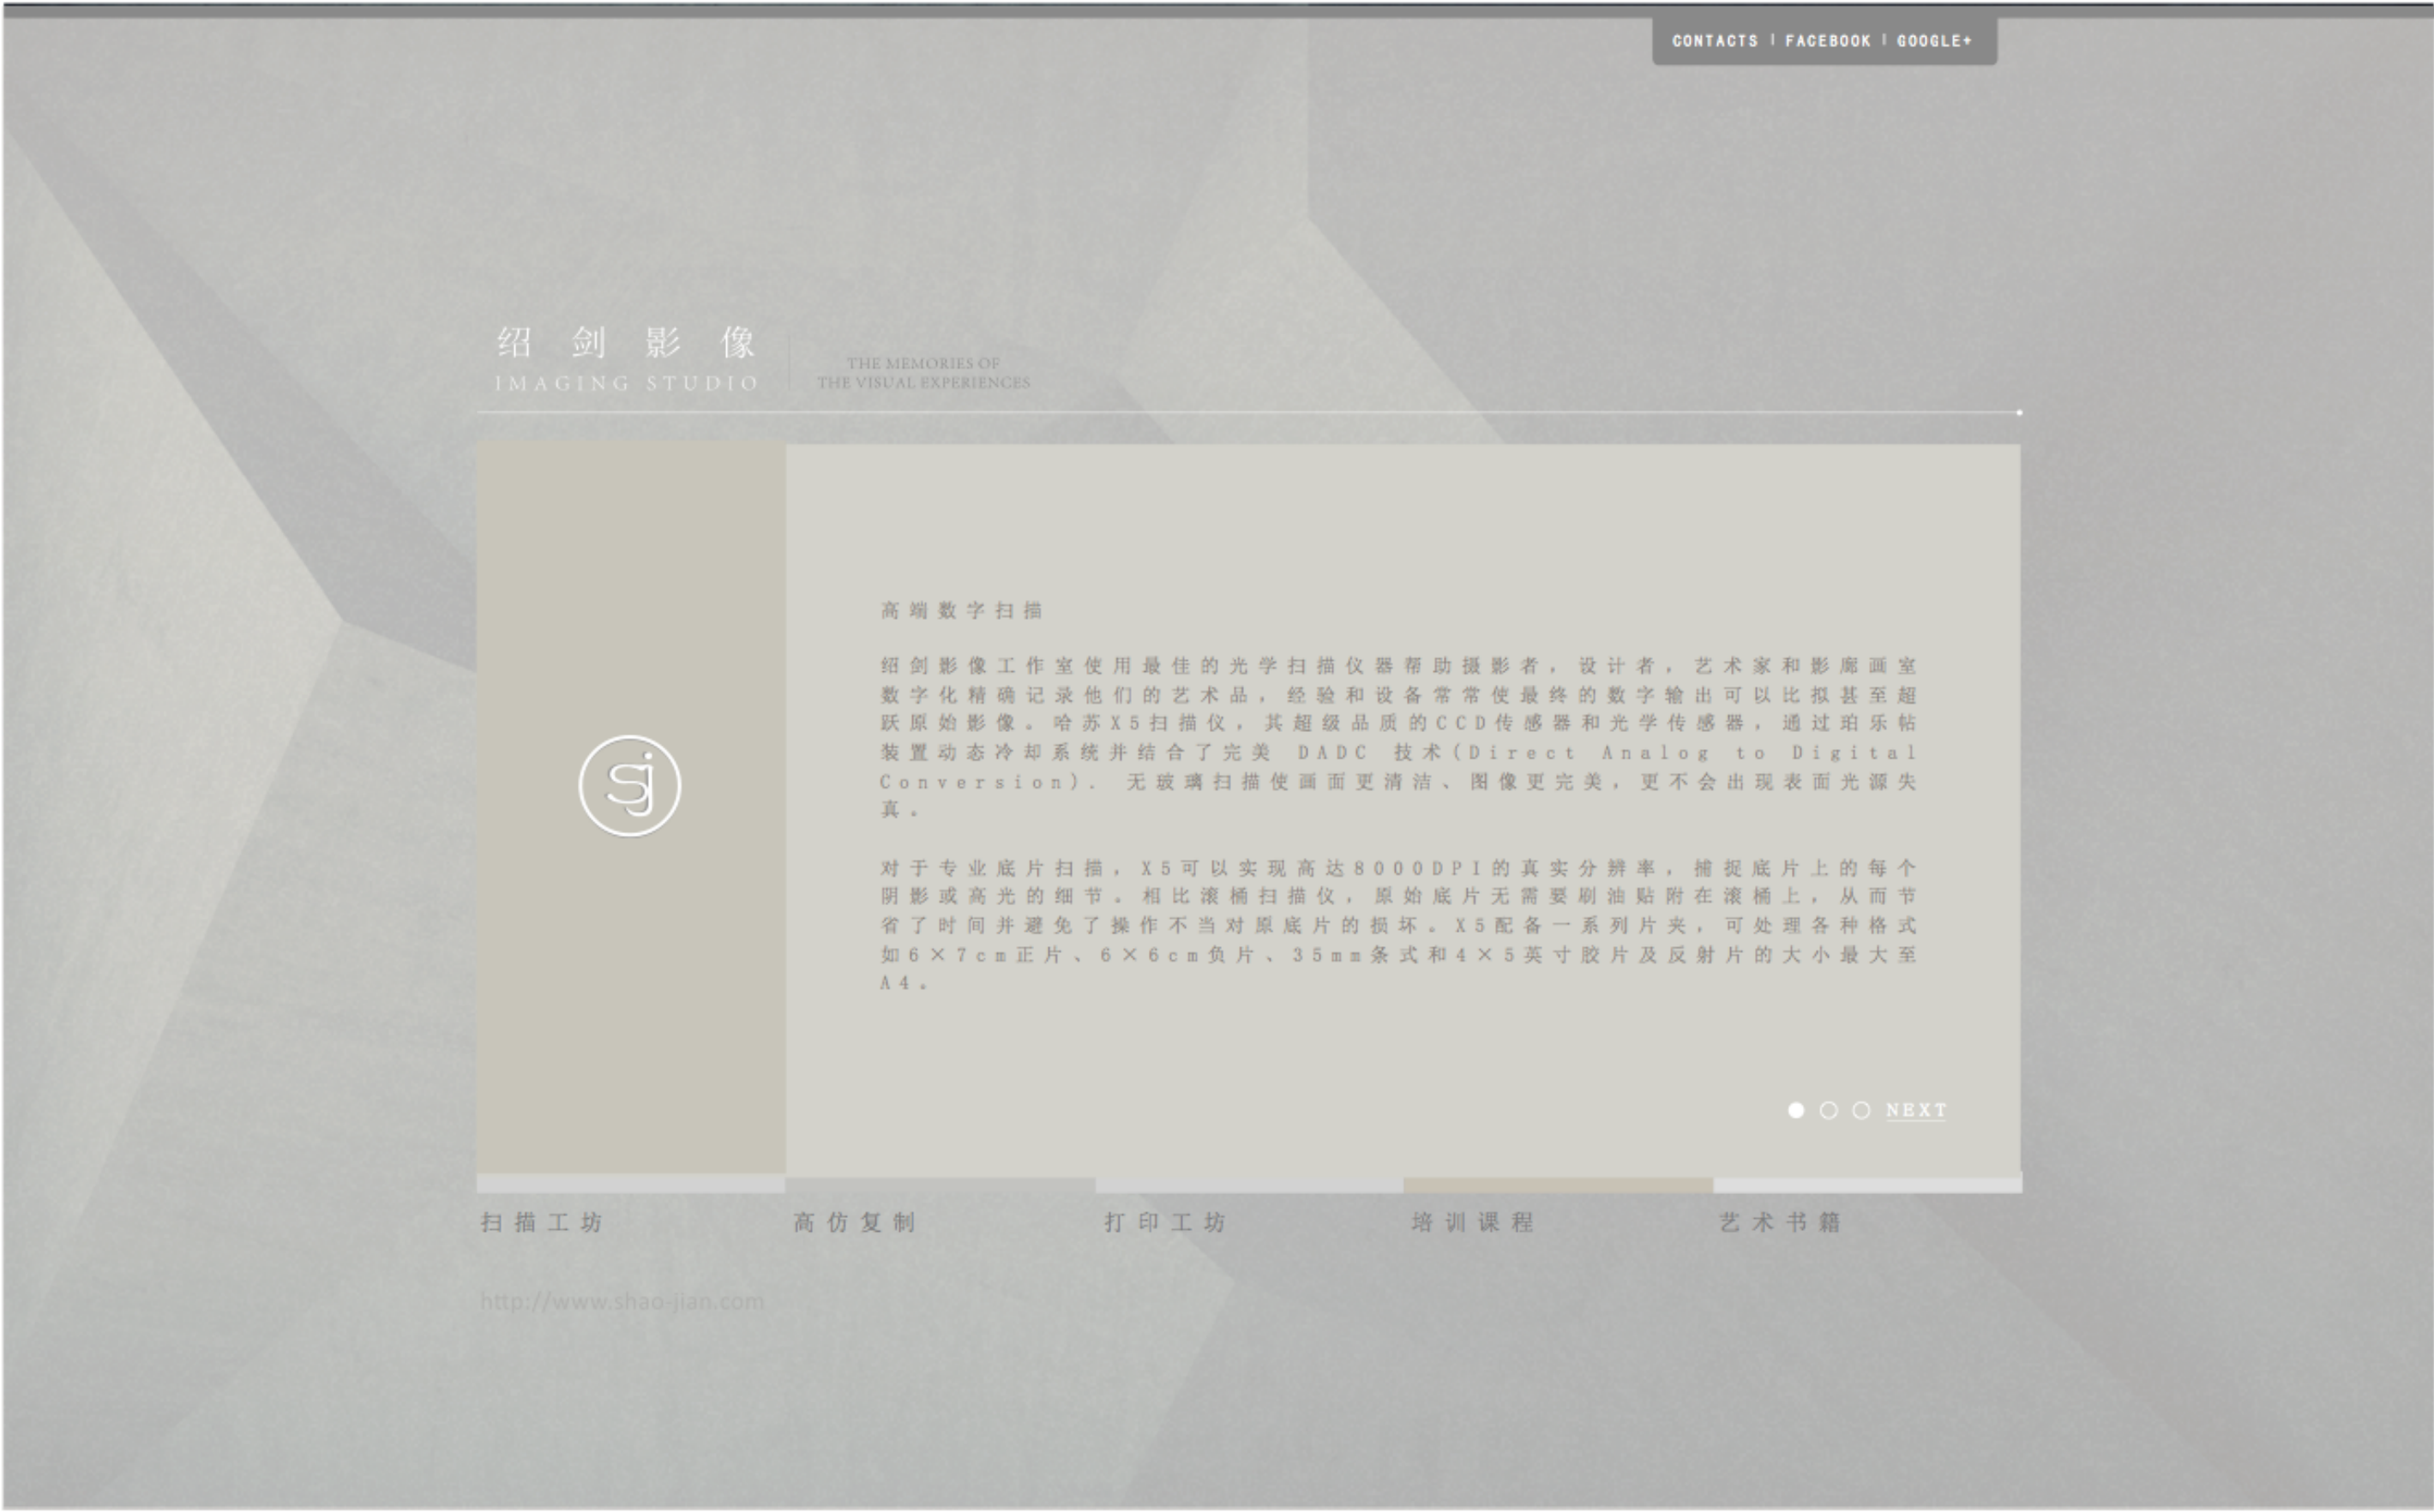 CONTACTS | FACEBOOK | GOOGLE+
绍剑影像
IMAGING STUDIO
THE MEMORIES OF
THE VISUAL EXPERIENCES
高端数字扫描
绍剑影像工作室使用最佳的光学扫描仪器帮助摄影者，设计者，艺术家和影廊画室
数字化精确记录他们的艺术品，经验和设备常常使最终的数字输出可以比拟甚至超
跃原始影像。哈苏X5扫描仪，其超级品质的CCD传感器和光学传感器，通过珀乐帖
装置动态冷却系统并结合了完美 DADC 技术(Direct Analog to Digital
Conversion). 无玻璃扫描使画面更清洁、图像更完美，更不会出现表面光源失
真。
对于专业底片扫描，X5可以实现高达8000DPI的真实分辨率，捕捉底片上的每个
阴影或高光的细节。相比滚桶扫描仪，原始底片无需要刷油贴附在滚桶上，从而节
省了时间并避免了操作不当对原底片的损坏。X5配备一系列片夹，可处理各种格式
如6×7cm正片、6×6cm负片、35mm条式和4×5英寸胶片及反射片的大小最大至
A4。
sj
NEXT
扫描工坊
高仿复制
打印工坊
培训课程
艺术书籍
http://www.shao-jian.com